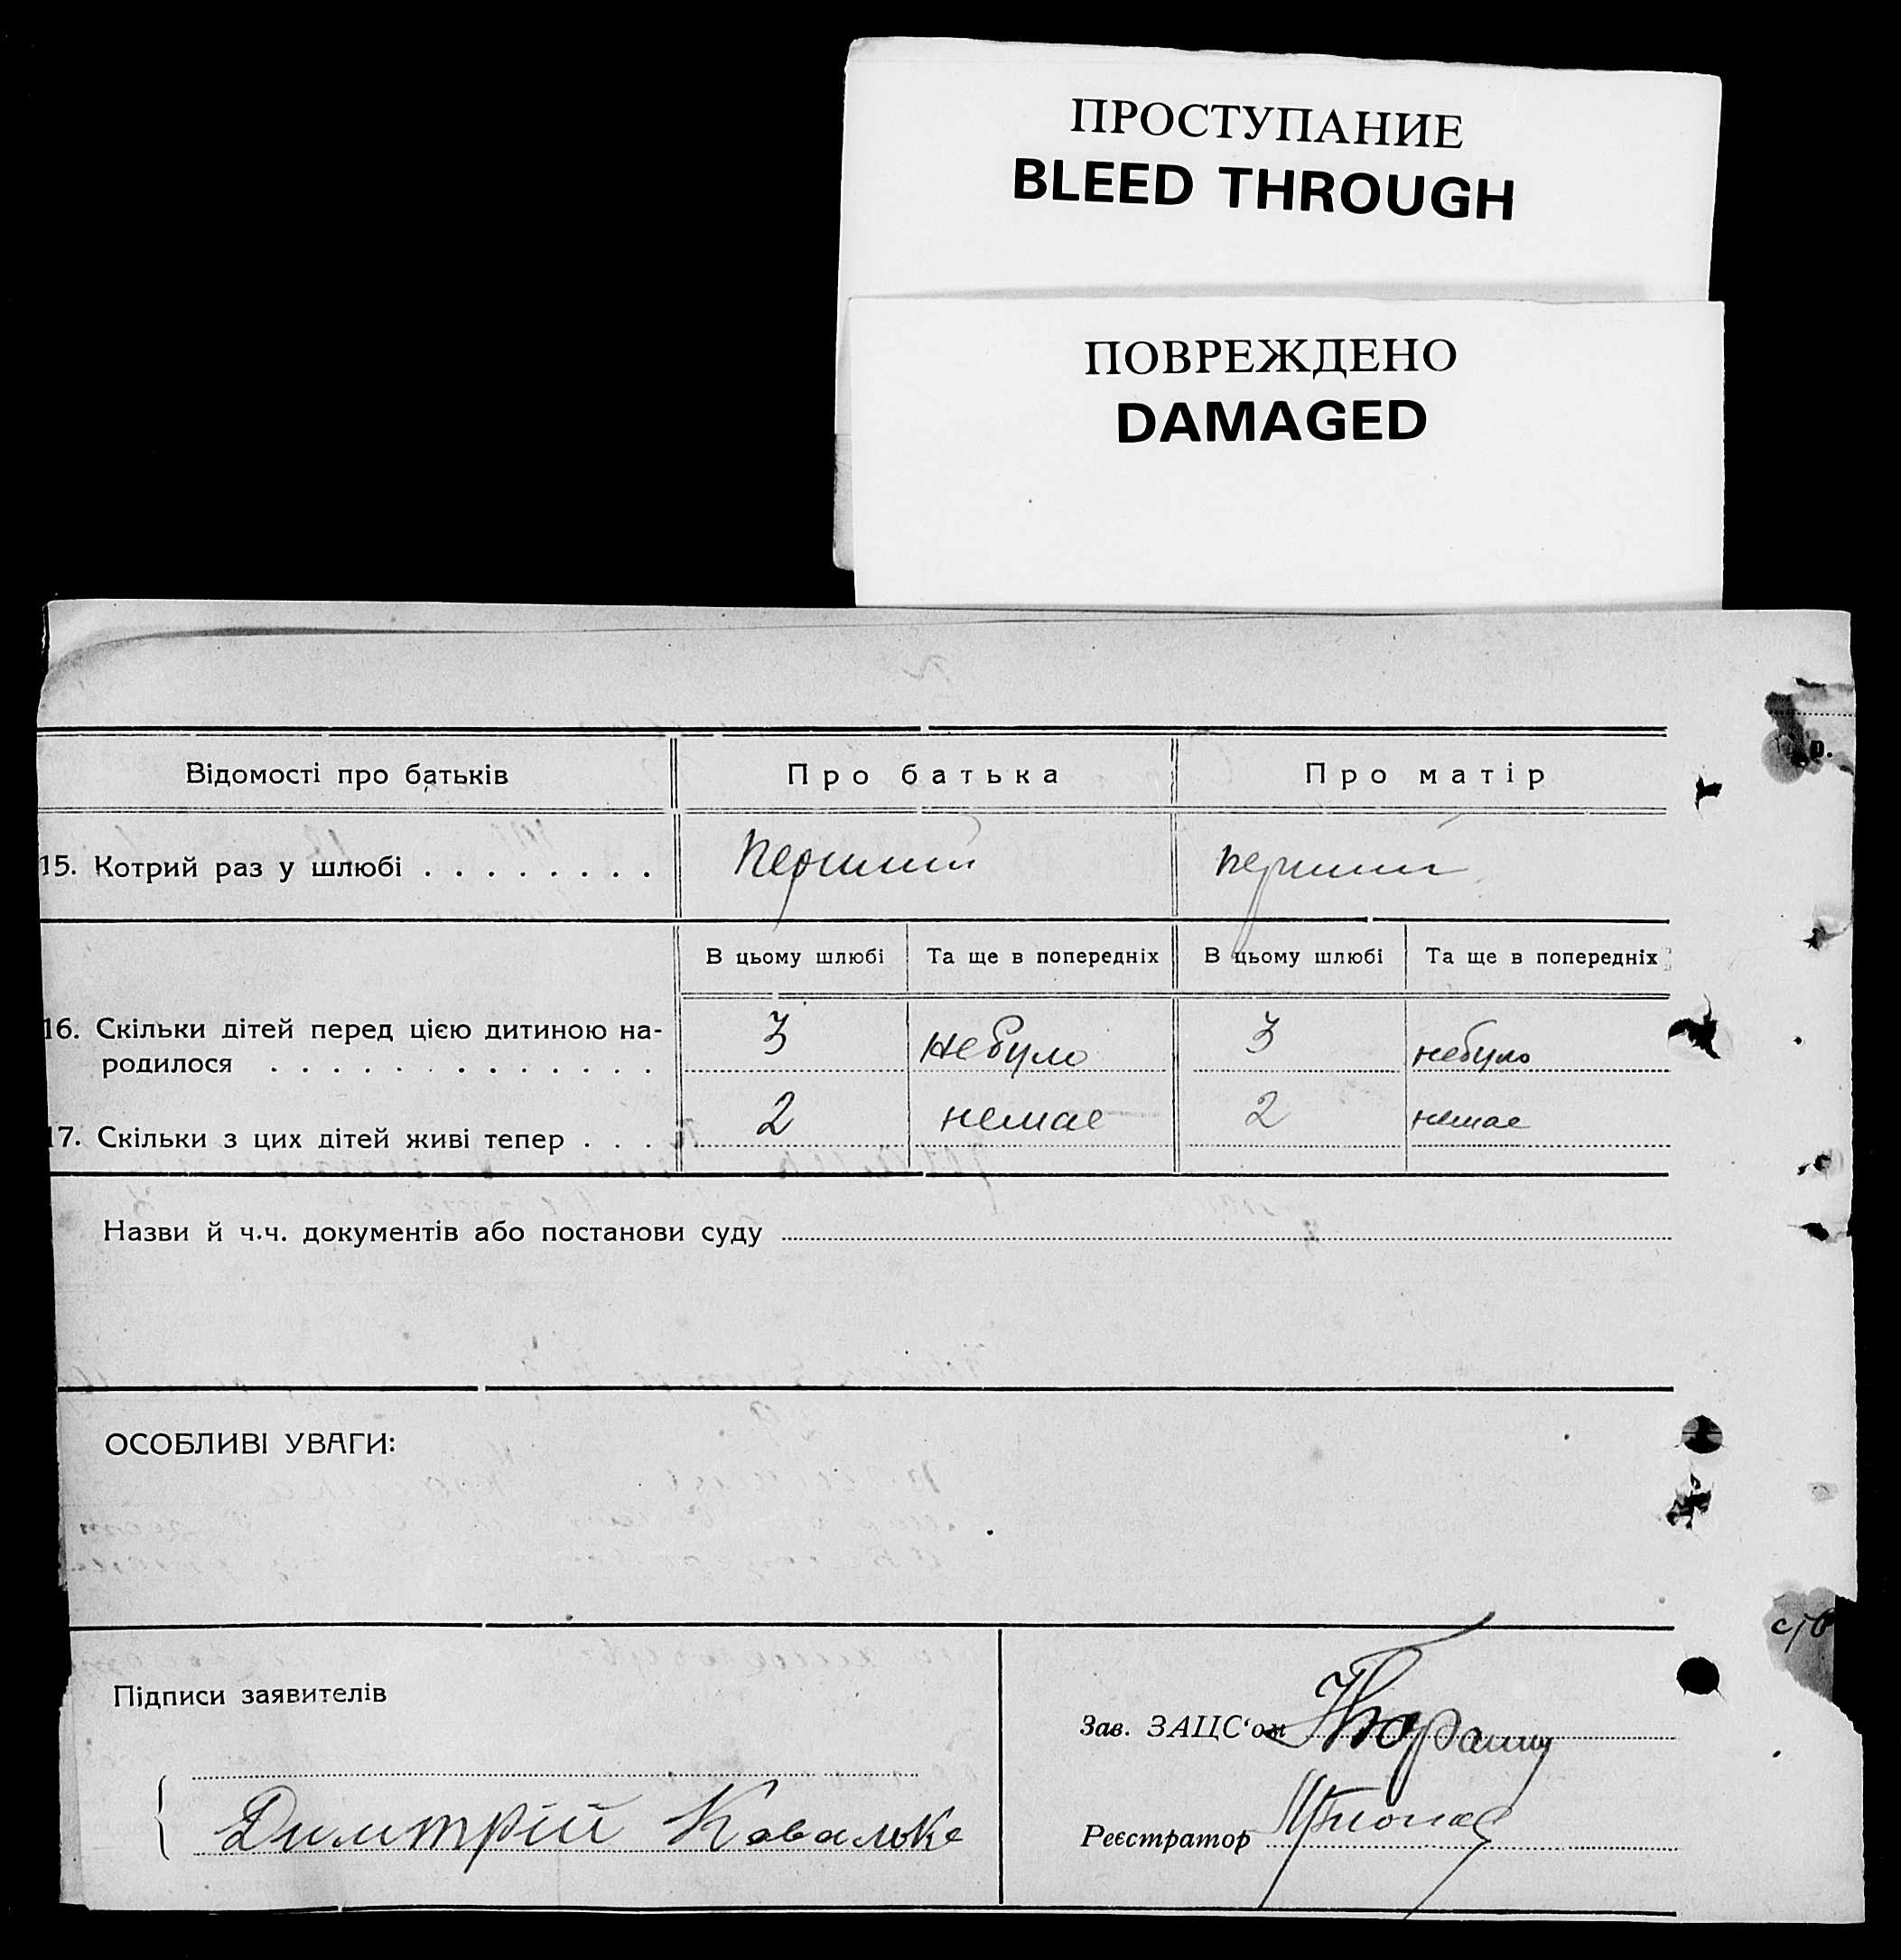 ПРОСТУПАНИЕ
BLEED THROUGH
ПОВРЕЖДЕНО
DAMAGED
р.
Відомості про батьків Про батька Про матір
15. Котрий раз у шлюбі . . . . . . . . перший перший
В цьому шлюбі Та ще в попередніх В цьому шлюбі Та ще в попередніх
16. Скільки дітей перед цією дитиною на-
родилося . . . . . . . . . . . . . 3 небуло 3 небуло
17. Скільки з цих дітей живі тепер . . . . 2 немає 2 немає
Назви й ч.ч. документів або постанови суду
ОСОБЛИВІ УВАГИ:
Підписи заявителів
Зав. ЗАЦС‘ом
Димитрій Ковалько
Реєстратор